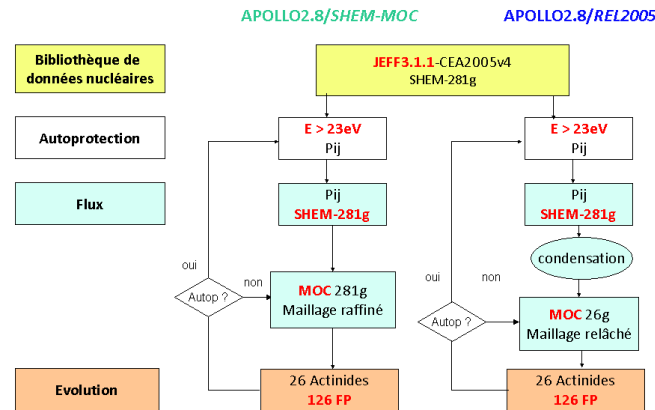 APOLLO2.8/SHEM-MOC
APOLLO2.8/REL2005
Bibliothèque de
données nucléaires
JEFF3.1.1-CEA2005v4
SHEM-281g
Autoprotection
E > 23eV
Pij
E > 23eV
Pij
Flux
Pij
SHEM-281g
Pij
SHEM-281g
condensation
oui
non
Autop ?
MOC 281g
Maillage raffiné
oui
non
Autop ?
MOC 26g
Maillage relâché
Evolution
26 Actinides
126 FP
26 Actinides
126 FP